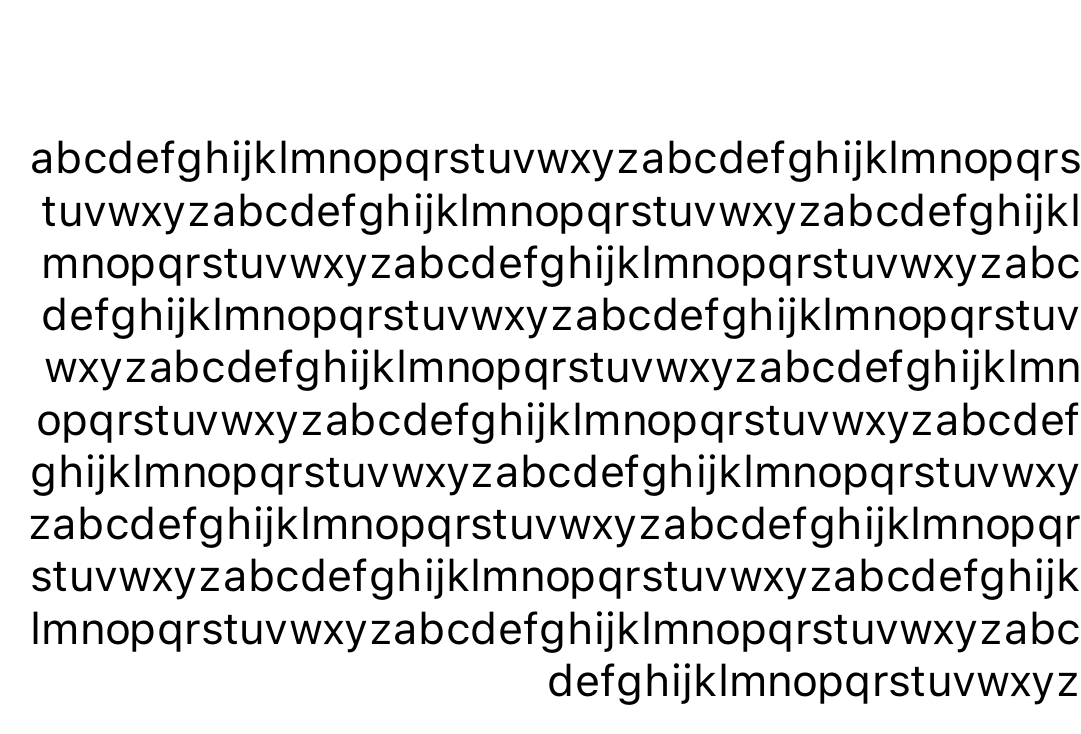 abcdefghijklmnopqrstuvwxyzabcdefghijklmnopqrs
tuvwxyzabcdefghijklmnopqrstuvwxyzabcdefghijkl
mnopqrstuvwxyzabcdefghijklmnopqrstuvwxyzabc
defghijklmnopqrstuvwxyzabcdefghijklmnopqrstuv
wxyzabcdefghijklmnopqrstuvwxyzabcdefghijklmn
opqrstuvwxyzabcdefghijklmnopqrstuvwxyzabcdef
ghijklmnopqrstuvwxyzabcdefghijklmnopqrstuvwxy
zabcdefghijklmnopqrstuvwxyzabcdefghijklmnopqr
stuvwxyzabcdefghijklmnopqrstuvwxyzabcdefghijk
lmnopqrstuvwxyzabcdefghijklmnopqrstuvwxyzabc
defghijklmnopqrstuvwxyz